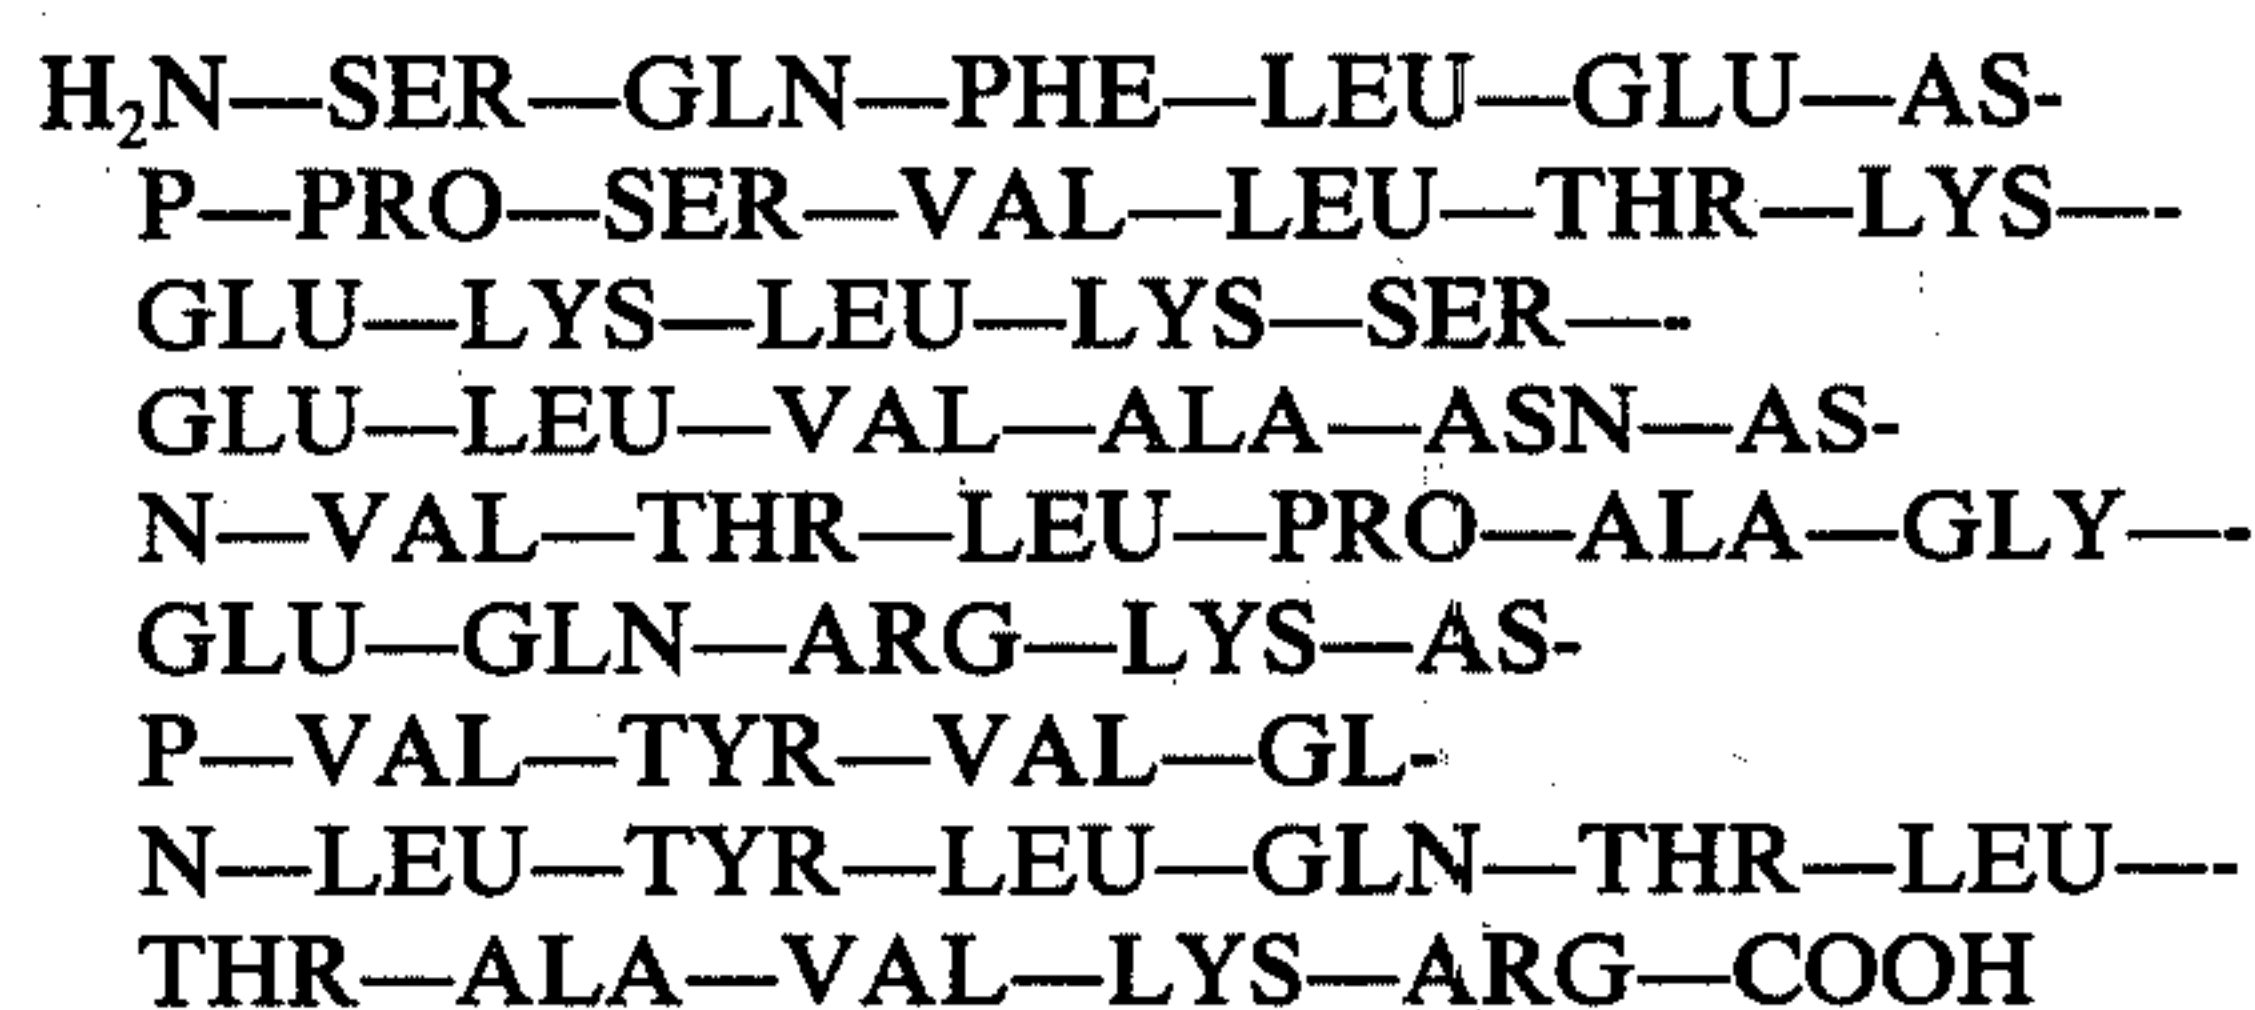 H₂N—SER—GLN—PHE—LEU—GLU—AS-
P—PRO—SER—VAL—LEU—THR—LYS—-
GLU—LYS—LEU—LYS—SER—-
GLU—LEU—VAL—ALA—ASN—AS-
N—VAL—THR—LEU—PRO—ALA—GLY—-
GLU—GLN—ARG—LYS—AS-
P—VAL—TYR—VAL—GL-
N—LEU—TYR—LEU—GLN—THR—LEU—-
THR—ALA—VAL—LYS—ARG—COOH